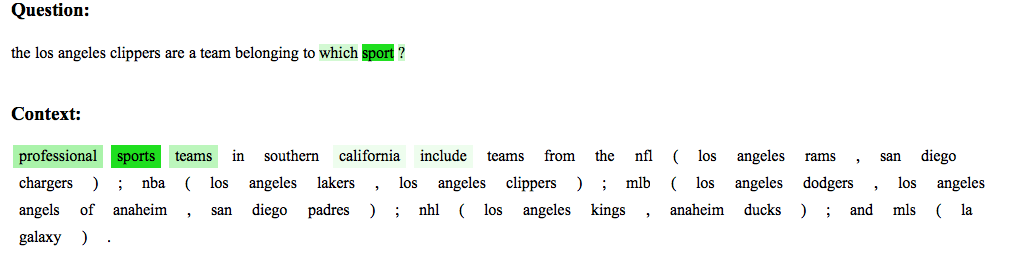 Question:
the los angeles clippers are a team belonging to which sport ?
Context:
professional sports teams in southern california include teams from the nfl ( los angeles rams , san diego
chargers ) ; nba ( los angeles lakers , los angeles clippers ) ; mlb ( los angeles dodgers , los angeles
angels of anaheim , san diego padres ) ; nhl ( los angeles kings , anaheim ducks ) ; and mls ( la
galaxy ) .